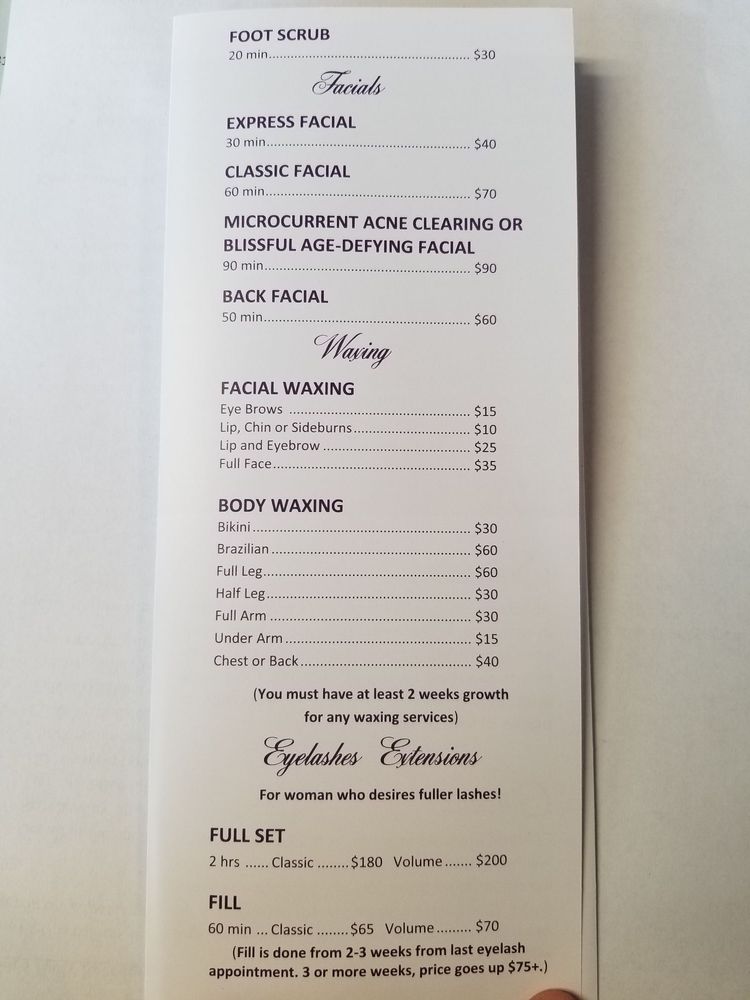 FOOT SCRUB
20 min.................................................... $30
Facials
EXPRESS FACIAL
30 min..................................................... $40
CLASSIC FACIAL
60 min..................................................... $70
MICROCURRENT ACNE CLEARING OR
BLISSFUL AGE-DEFYING FACIAL
90 min..................................................... $90
BACK FACIAL
50 min..................................................... $60
Waxing
FACIAL WAXING
Eye Brows ............................................... $15
Lip, Chin or Sideburns.............................. $10
Lip and Eyebrow ...................................... $25
Full Face................................................... $35
BODY WAXING
Bikini........................................................ $30
Brazilian ................................................... $60
Full Leg..................................................... $60
Half Leg.................................................... $30
Full Arm ................................................... $30
Under Arm ............................................... $15
Chest or Back ........................................... $40
(You must have at least 2 weeks growth
for any waxing services)
Eyelashes Extensions
For woman who desires fuller lashes!
FULL SET
2 hrs ...... Classic ........$180 Volume....... $200
FILL
60 min ... Classic ........$65 Volume......... $70
(Fill is done from 2-3 weeks from last eyelash
appointment. 3 or more weeks, price goes up $75+.)